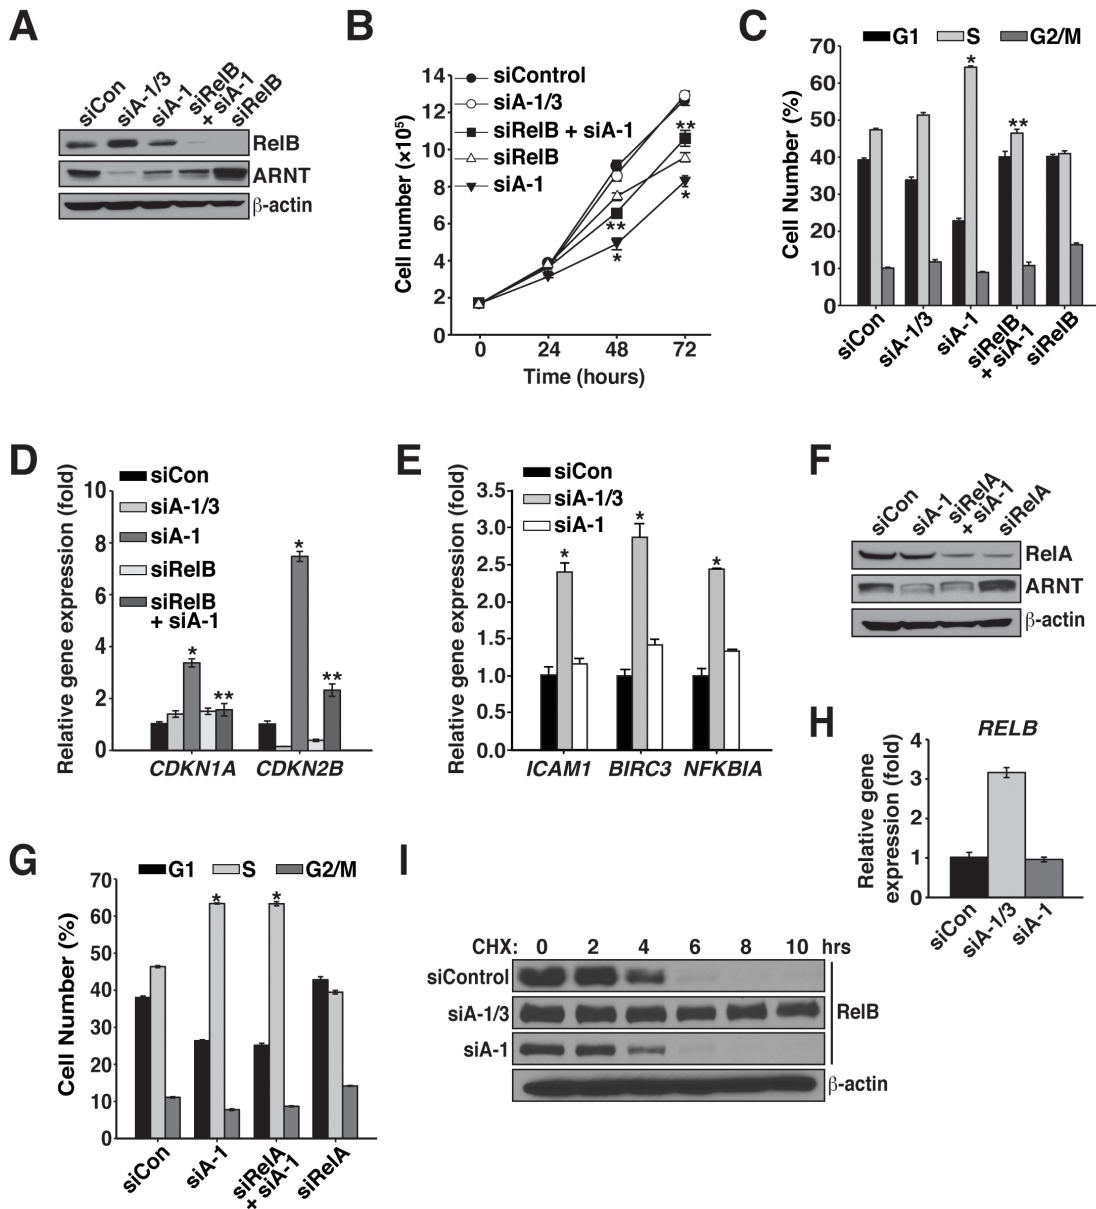 A
siCon
siA-1/3
siA-1
siRelB
+ siA-1
siRelB
RelB
ARNT
β-actin
B
14
12
10
8
6
4
2
0
Cell number (×10⁵)
siControl
siA-1/3
siRelB + siA-1
siRelB
siA-1
**
*
**
*
0 24 48 72
Time (hours)
C
G1 S G2/M
70
60
50
40
30
20
10
0
Cell Number (%)
*
**
siCon
siA-1/3
siA-1
siRelB
+ siA-1
siRelB
D
siCon
siA-1/3
siA-1
siRelB
siRelB
+ siA-1
10
8
6
4
2
0
Relative gene expression (fold)
*
**
*
**
CDKN1A CDKN2B
E
siCon
siA-1/3
siA-1
3.5
3.0
2.5
2.0
1.5
1.0
0.5
0.0
Relative gene expression (fold)
*
*
*
ICAM1 BIRC3 NFKBIA
F
siCon
siA-1
siRelA
+ siA-1
siRelA
RelA
ARNT
β-actin
H
RELB
4
3
2
1
0
Relative gene
expression (fold)
siCon
siA-1/3
siA-1
G
G1 S G2/M
70
60
50
40
30
20
10
0
Cell Number (%)
*
*
siCon
siA-1
siRelA
+ siA-1
siRelA
I
CHX: 0 2 4 6 8 10 hrs
siControl
siA-1/3
siA-1
RelB
β-actin